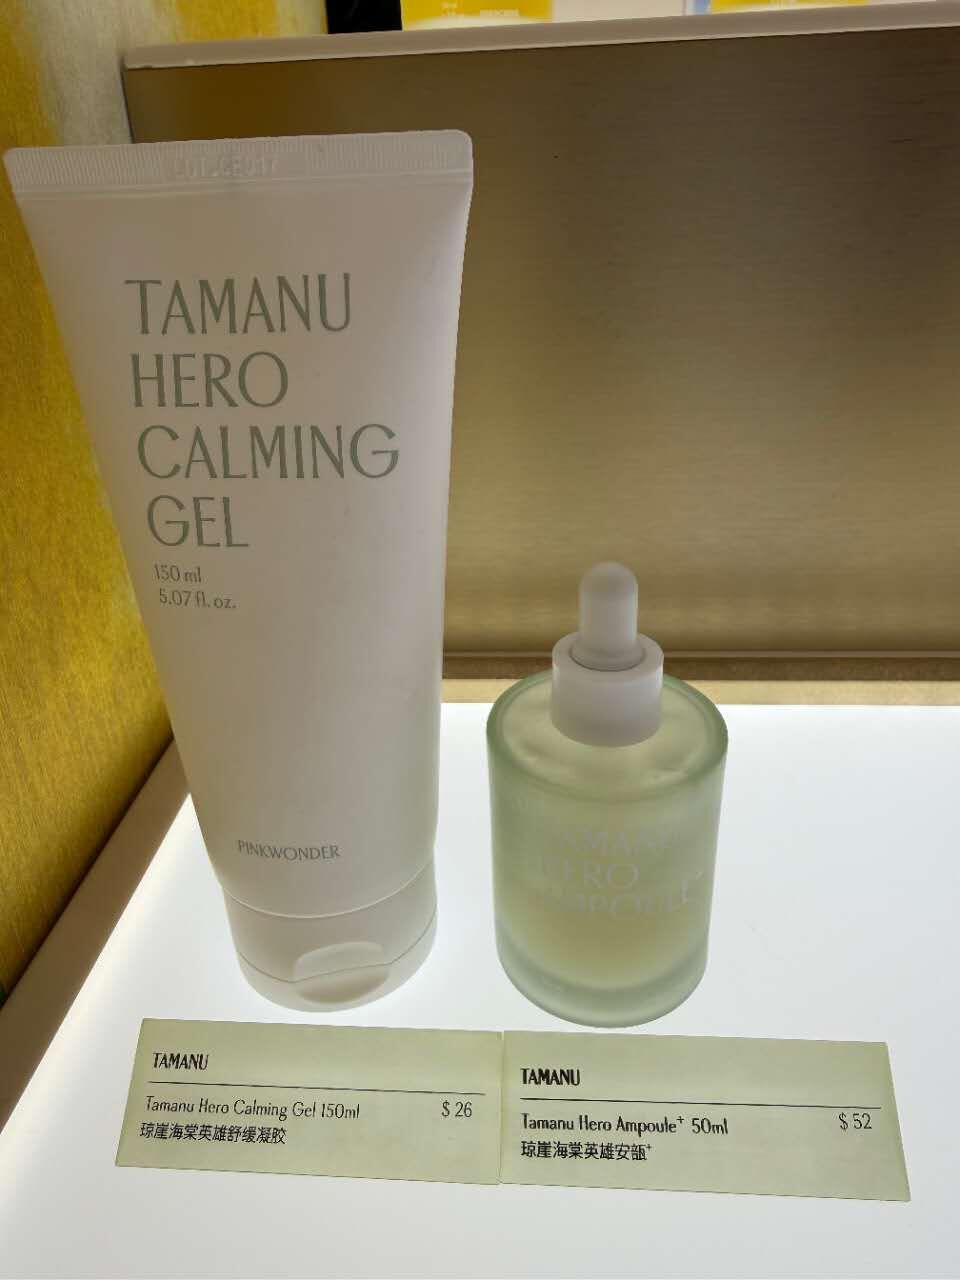 TAMANU
HERO
CALMING
GEL
150 ml
5.07 fl. oz.
PINKWONDER
TAMANU
HERO
AMPOULE
TAMANU
Tamanu Hero Calming Gel 150ml $ 26
琼崖海棠英雄舒缓凝胶
TAMANU
Tamanu Hero Ampoule⁺ 50ml $ 52
琼崖海棠英雄安瓿⁺